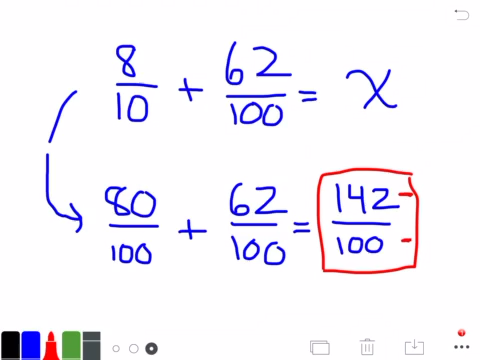 8/10 + 62/100 = x
80/100 + 62/100 = 142/100